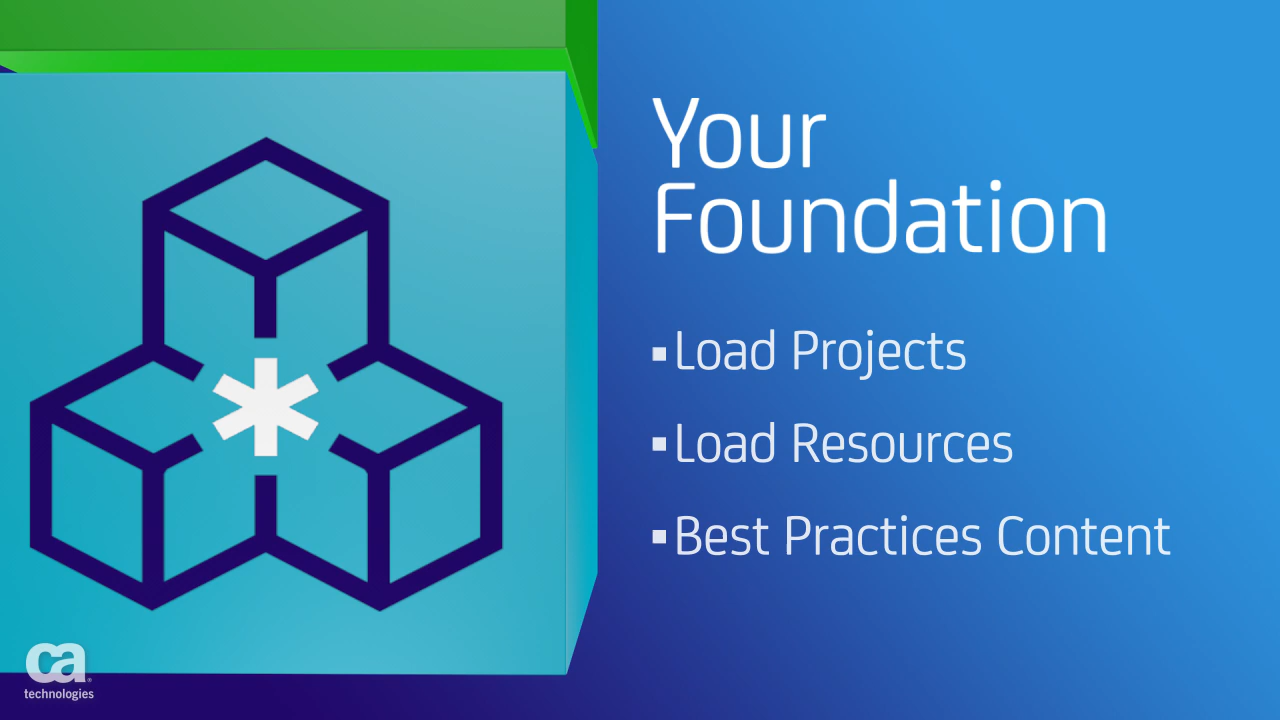 Your
Foundation
▪Load Projects
▪Load Resources
▪Best Practices Content
ca
technologies